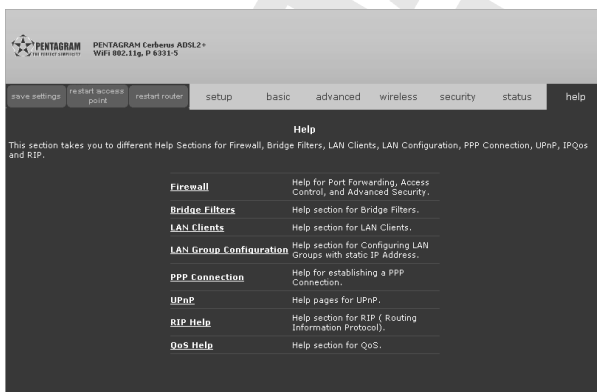 PENTAGRAM
THE PERFECT SIMPLICITY
PENTAGRAM Cerberus ADSL2+
WiFi 802.11g, P 6331-5
save settings
restart access
point
restart router
setup
basic
advanced
wireless
security
status
help
Help
This section takes you to different Help Sections for Firewall, Bridge Filters, LAN Clients, LAN Configuration, PPP Connection, UPnP, IPQos
and RIP.
Firewall
Help for Port Forwarding, Access
Control, and Advanced Security.
Bridge Filters
Help section for Bridge Filters.
LAN Clients
Help section for LAN Clients.
LAN Group Configuration
Help section for Configuring LAN
Groups with static IP Address.
PPP Connection
Help for establishing a PPP
Connection.
UPnP
Help pages for UPnP.
RIP Help
Help section for RIP ( Routing
Information Protocol).
QoS Help
Help section for QoS.